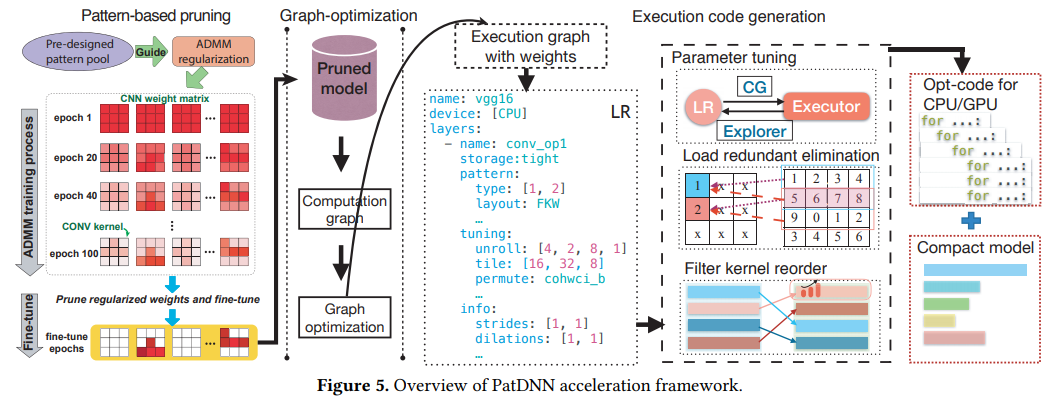 Pattern-based pruning
Pre-designed
pattern pool
Guide
ADMM
regularization
CNN weight matrix
epoch 1
...
epoch 20
...
epoch 40
...
...
CONV kernel
epoch 100
...
ADMM training process
Prune regularized weights and fine-tune
Fine-tune
fine-tune
epochs
...
Graph-optimization
Pruned
model
Computation
graph
Graph
optimization
Execution graph
with weights
LR
name: vgg16
device: [CPU]
layers:
- name: conv_op1
storage:tight
pattern:
type: [1, 2]
layout: FKW
…
tuning:
unroll: [4, 2, 8, 1]
tile: [16, 32, 8]
permute: cohwci_b
…
info:
strides: [1, 1]
dilations: [1, 1]
…
Execution code generation
Parameter tuning
LR
CG
Explorer
Executor
Load redundant elimination
1 x x
2 x x
x x x
1 2 3 4
5 6 7 8
9 0 1 2
3 4 5 6
Filter kernel reorder
Opt-code for
CPU/GPU
for ...:
for ...:
for ...:
for ...:
for ...:
for ...:
Compact model
Figure 5. Overview of PatDNN acceleration framework.